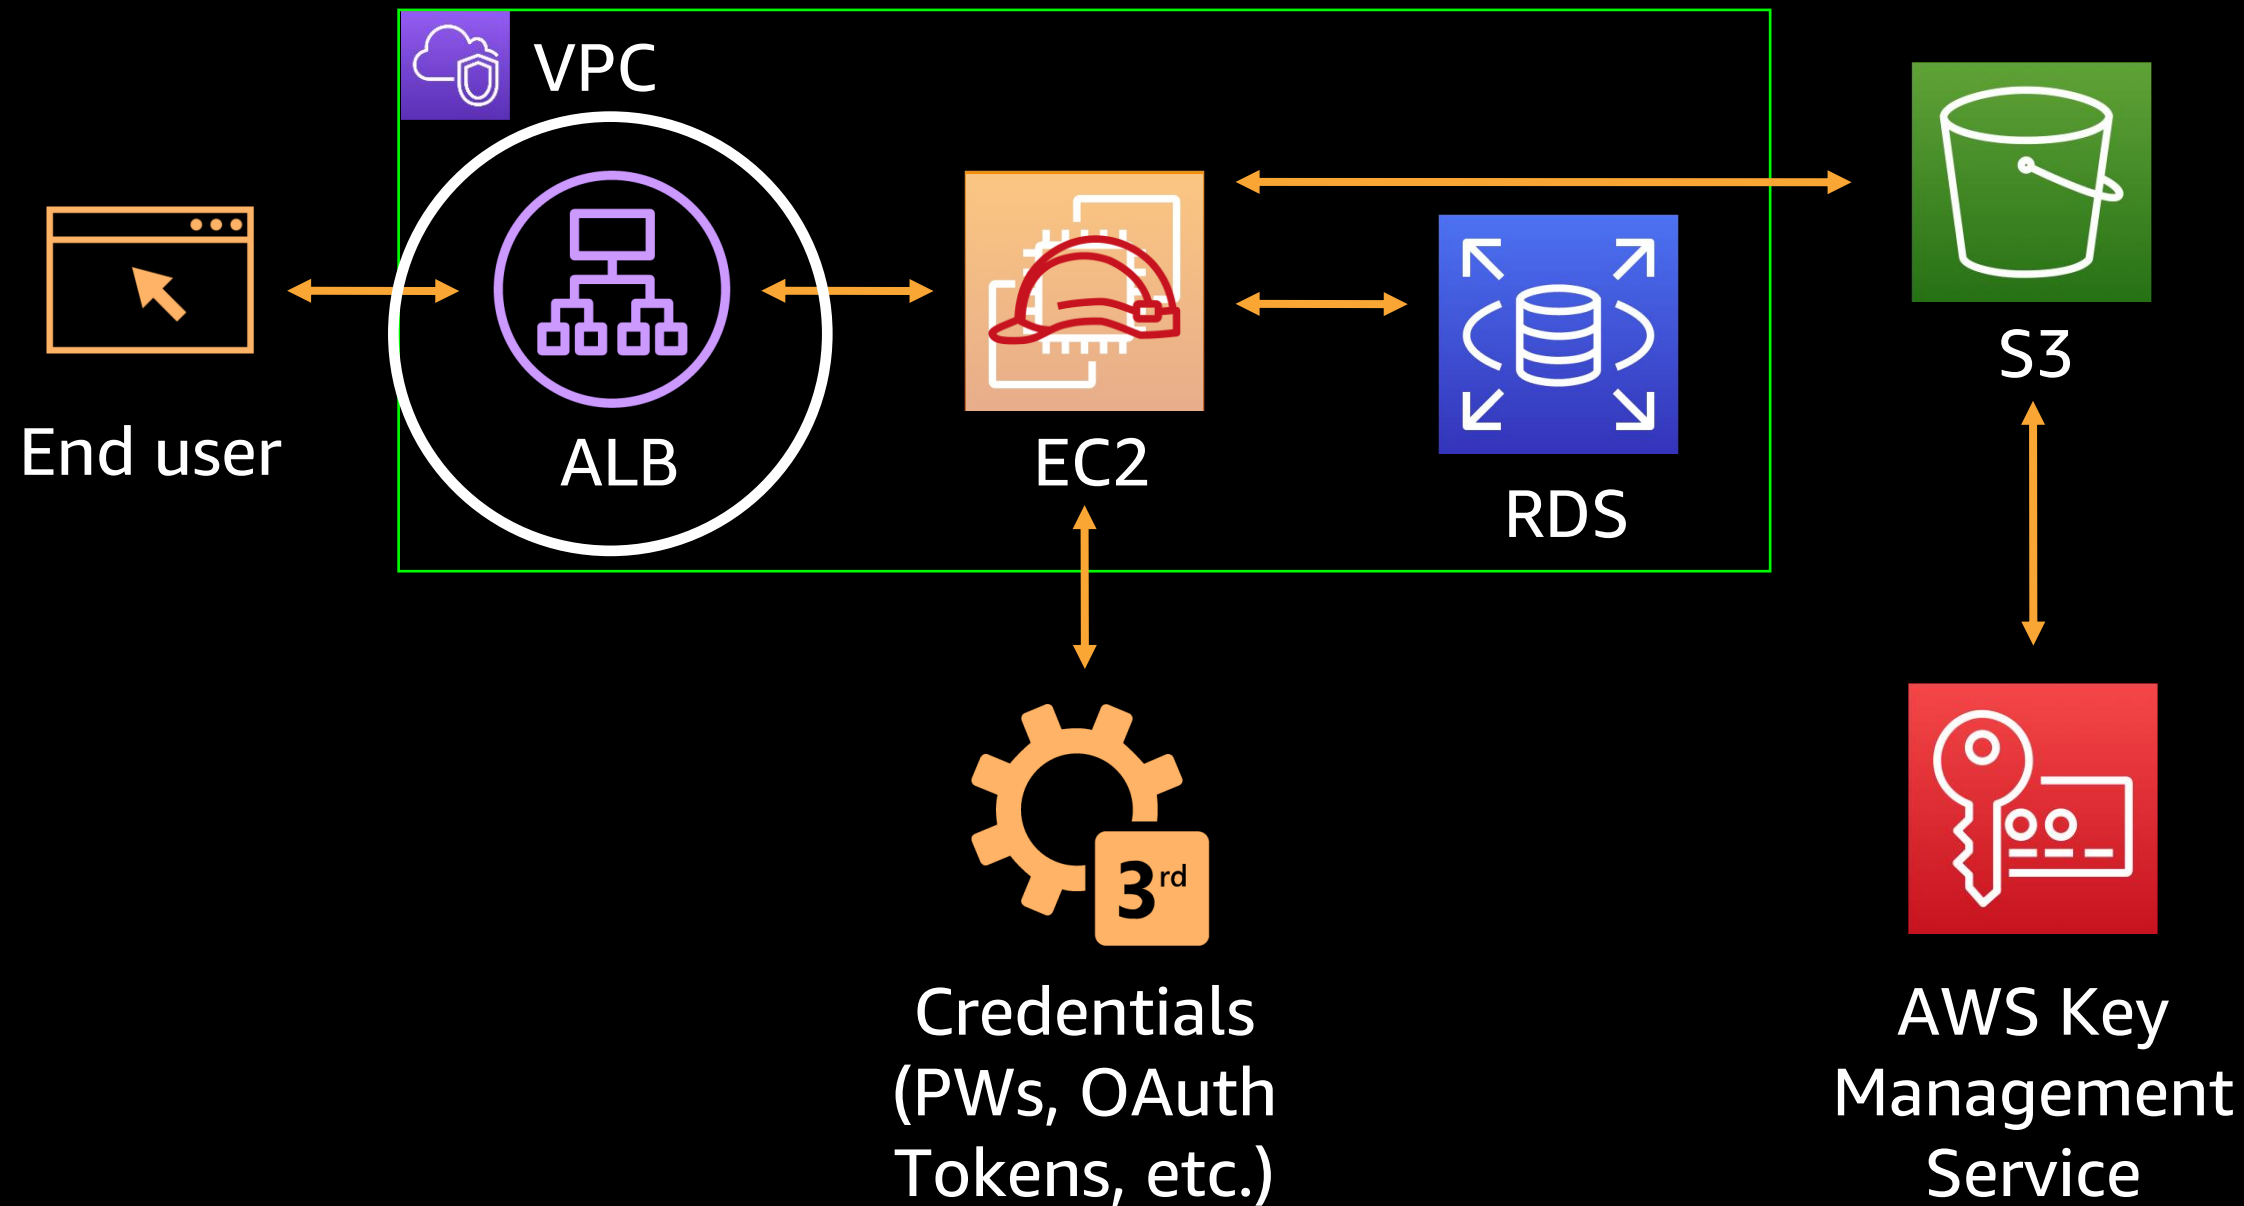 VPC
End user
ALB
EC2
RDS
S3
3rd
Credentials
(PWs, OAuth
Tokens, etc.)
AWS Key
Management
Service